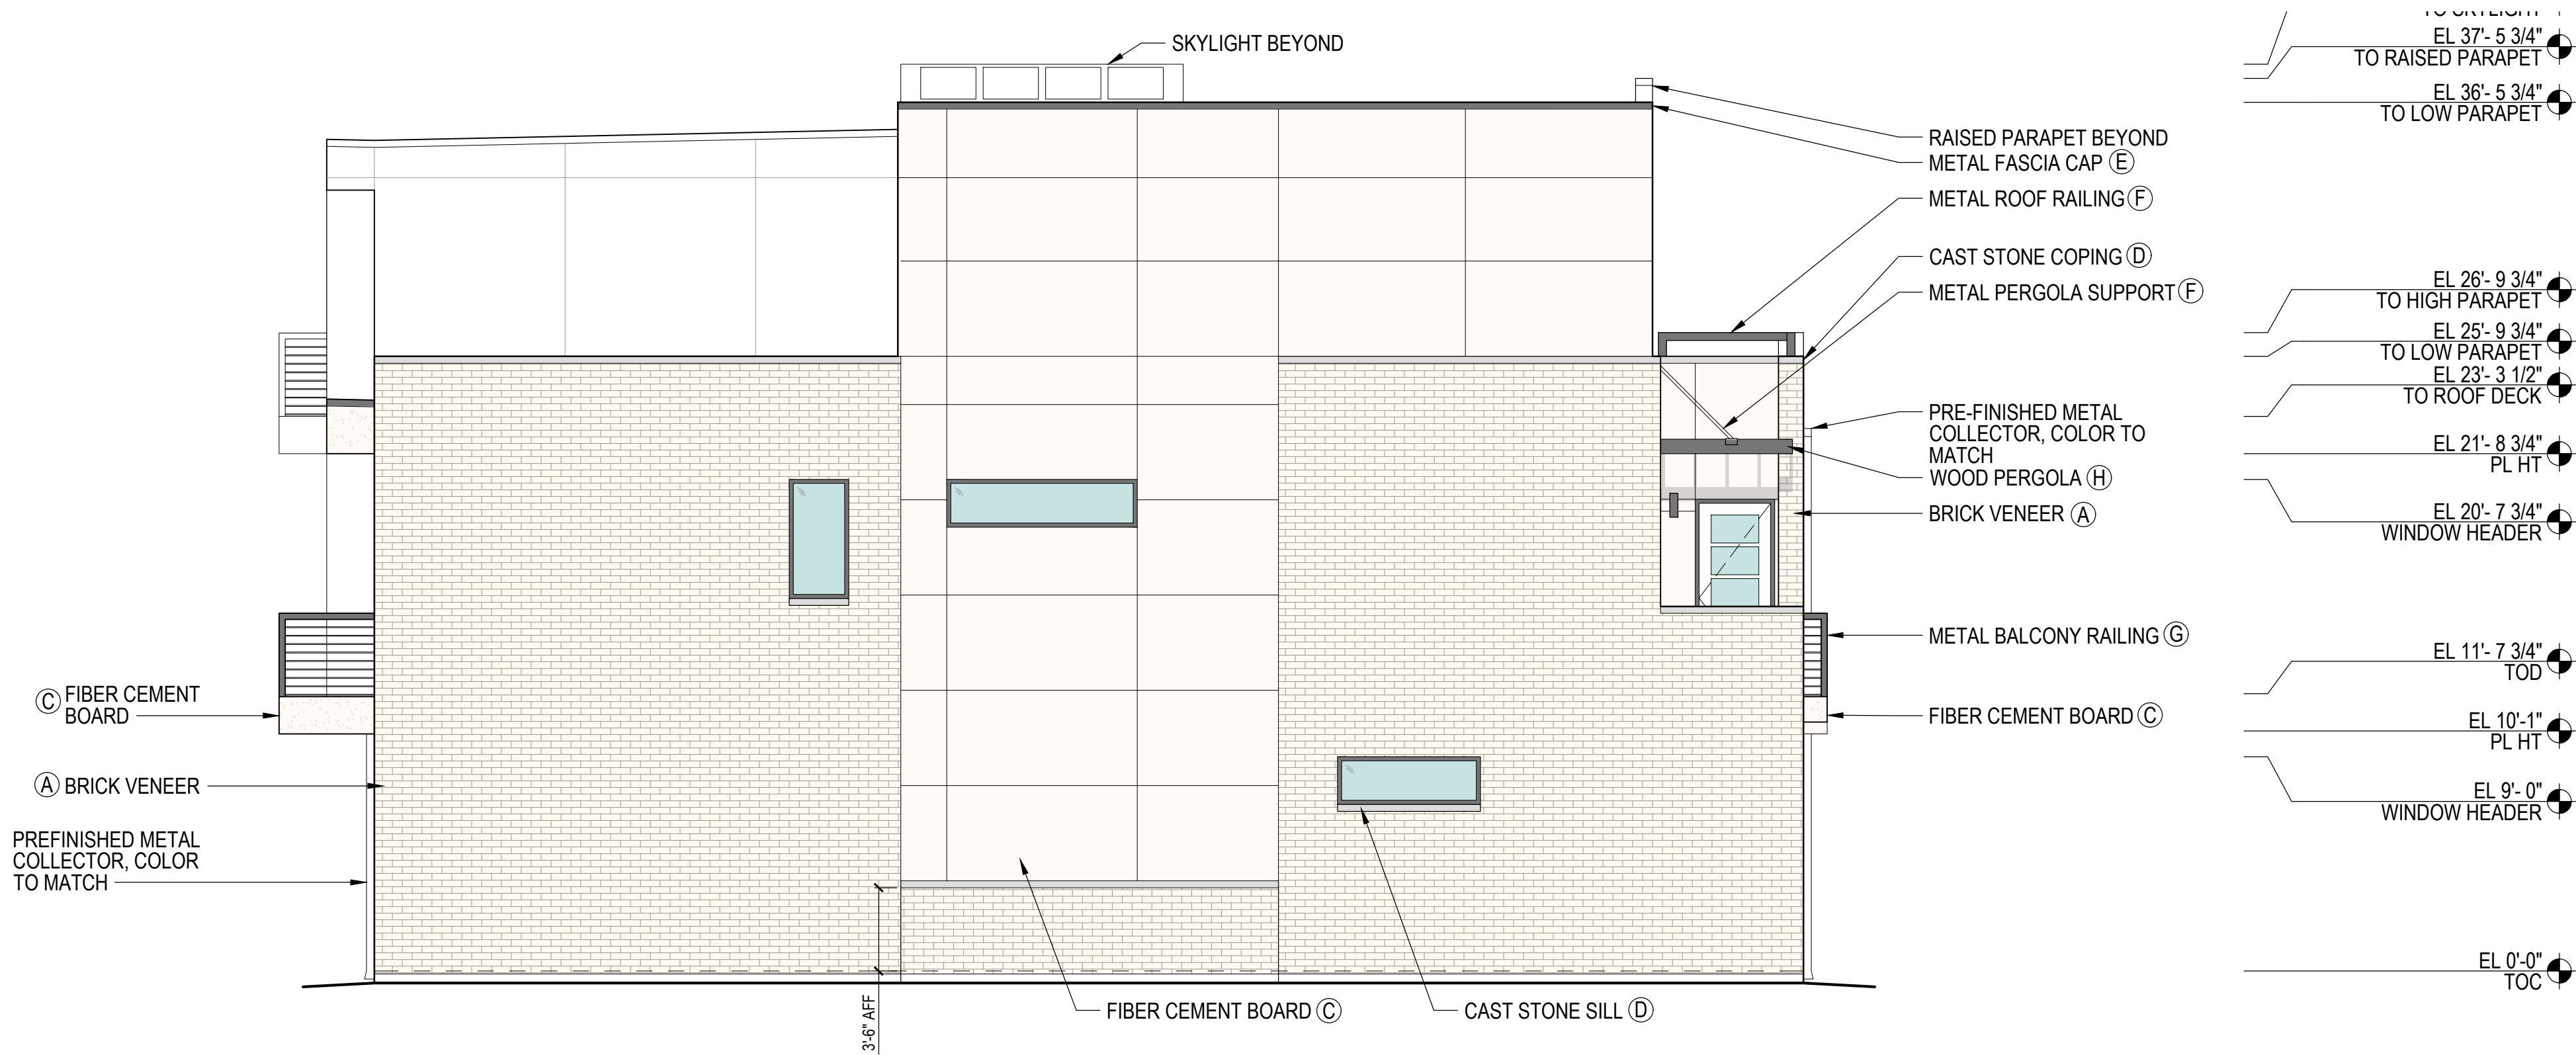 SKYLIGHT BEYOND
RAISED PARAPET BEYOND
METAL FASCIA CAP Ⓔ
METAL ROOF RAILING Ⓕ
CAST STONE COPING Ⓓ
METAL PERGOLA SUPPORT Ⓕ
PRE-FINISHED METAL
COLLECTOR, COLOR TO
MATCH
WOOD PERGOLA Ⓗ
BRICK VENEER Ⓐ
METAL BALCONY RAILING Ⓖ
FIBER CEMENT BOARD Ⓒ
Ⓒ FIBER CEMENT
BOARD
Ⓐ BRICK VENEER
PREFINISHED METAL
COLLECTOR, COLOR
TO MATCH
3'-6" AFF
FIBER CEMENT BOARD Ⓒ
CAST STONE SILL Ⓓ
TO SKYLIGHT
EL 37'- 5 3/4"
TO RAISED PARAPET
EL 36'- 5 3/4"
TO LOW PARAPET
EL 26'- 9 3/4"
TO HIGH PARAPET
EL 25'- 9 3/4"
TO LOW PARAPET
EL 23'- 3 1/2"
TO ROOF DECK
EL 21'- 8 3/4"
PL HT
EL 20'- 7 3/4"
WINDOW HEADER
EL 11'- 7 3/4"
TOD
EL 10'-1"
PL HT
EL 9'- 0"
WINDOW HEADER
EL 0'-0"
TOC